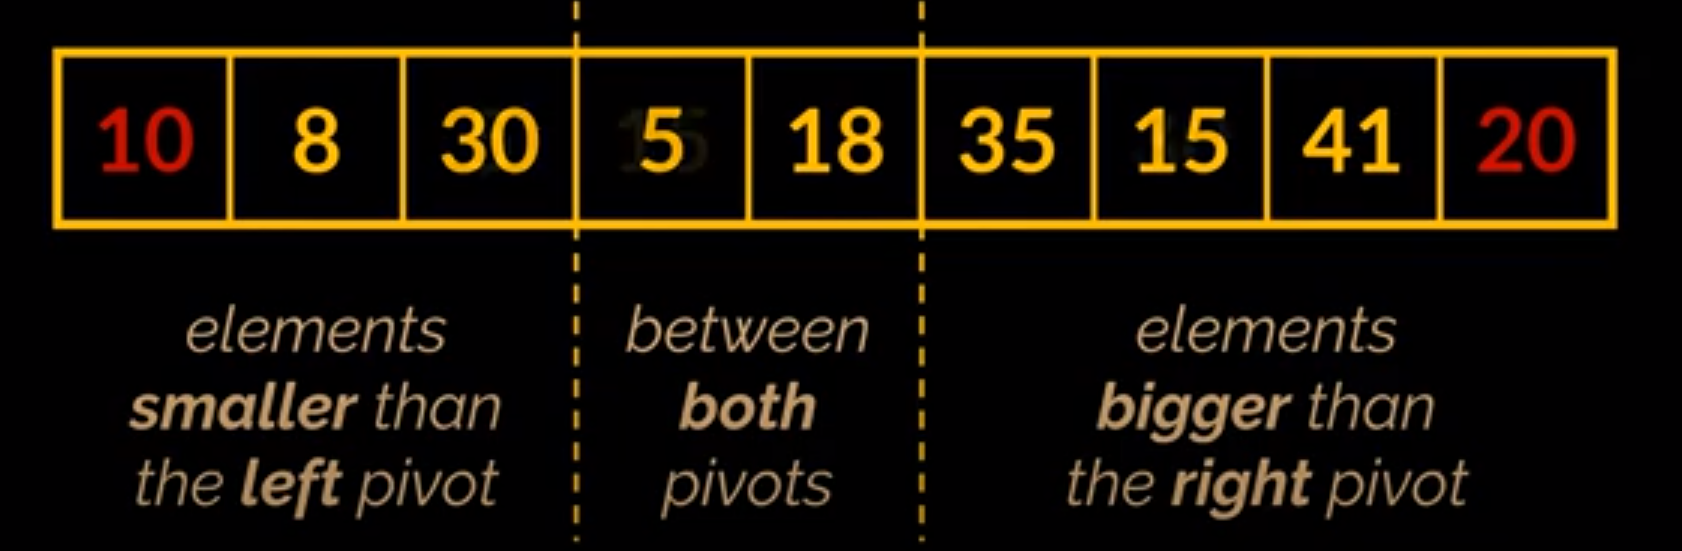 10 8 30 5 18 35 15 41 20
elements
smaller than
the left pivot
between
both
pivots
elements
bigger than
the right pivot